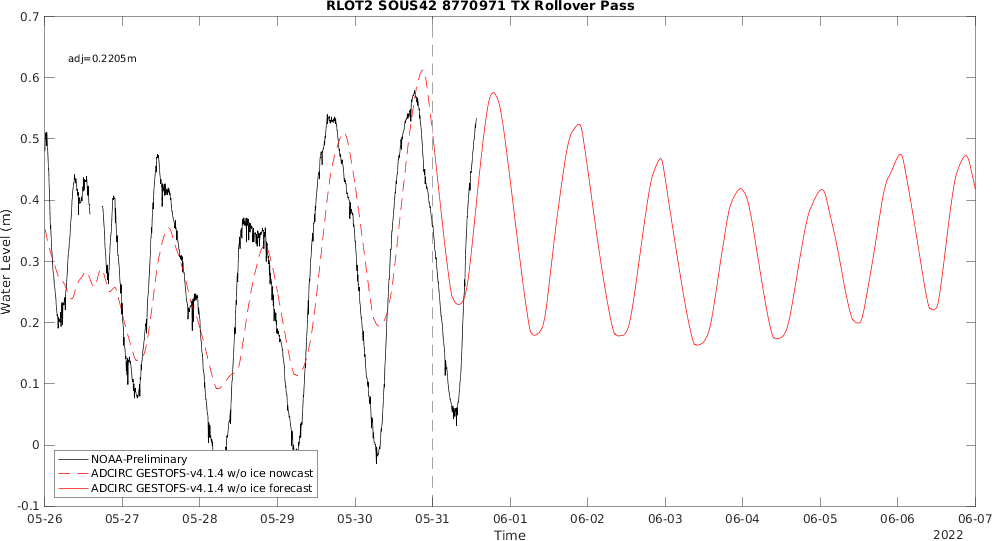 RLOT2 SOUS42 8770971 TX Rollover Pass
0.7
adj=0.2205m
0.6
0.5
0.4
0.3
0.2
0.1
0
-0.1
Water Level (m)
NOAA-Preliminary
ADCIRC GESTOFS-v4.1.4 w/o ice nowcast
ADCIRC GESTOFS-v4.1.4 w/o ice forecast
05-26 05-27 05-28 05-29 05-30 05-31 06-01 06-02 06-03 06-04 06-05 06-06 06-07
Time
2022